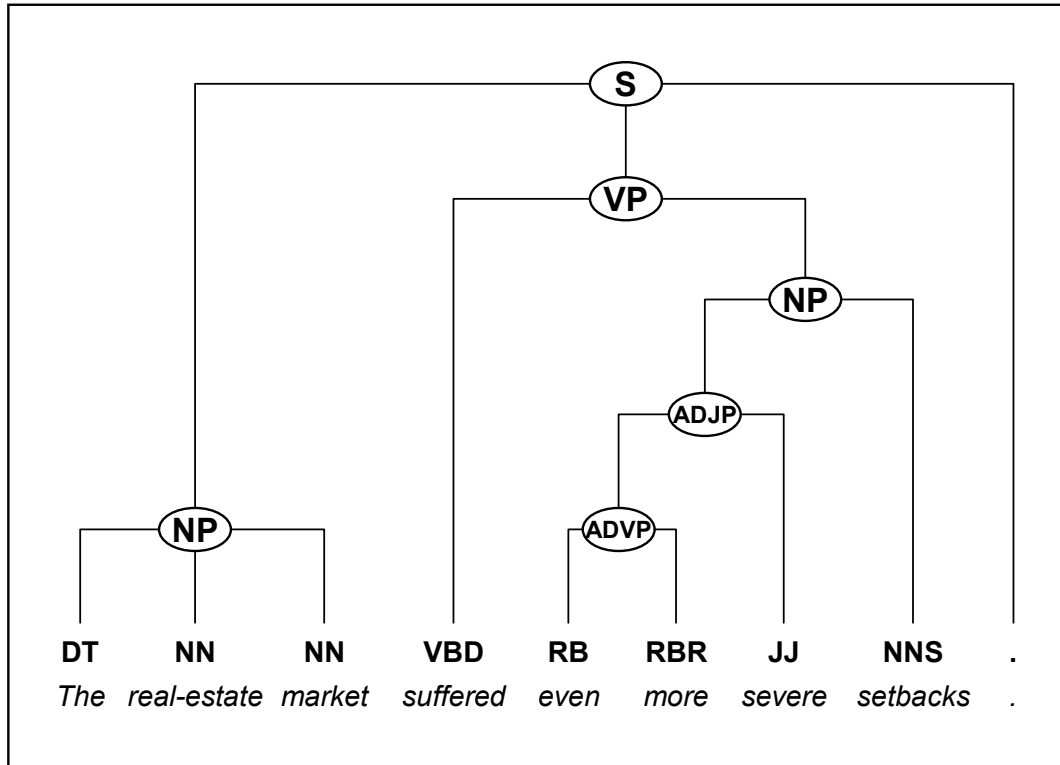 S
VP
NP
ADJP
NP ADVP
DT NN NN VBD RB RBR JJ NNS .
The real-estate market suffered even more severe setbacks .